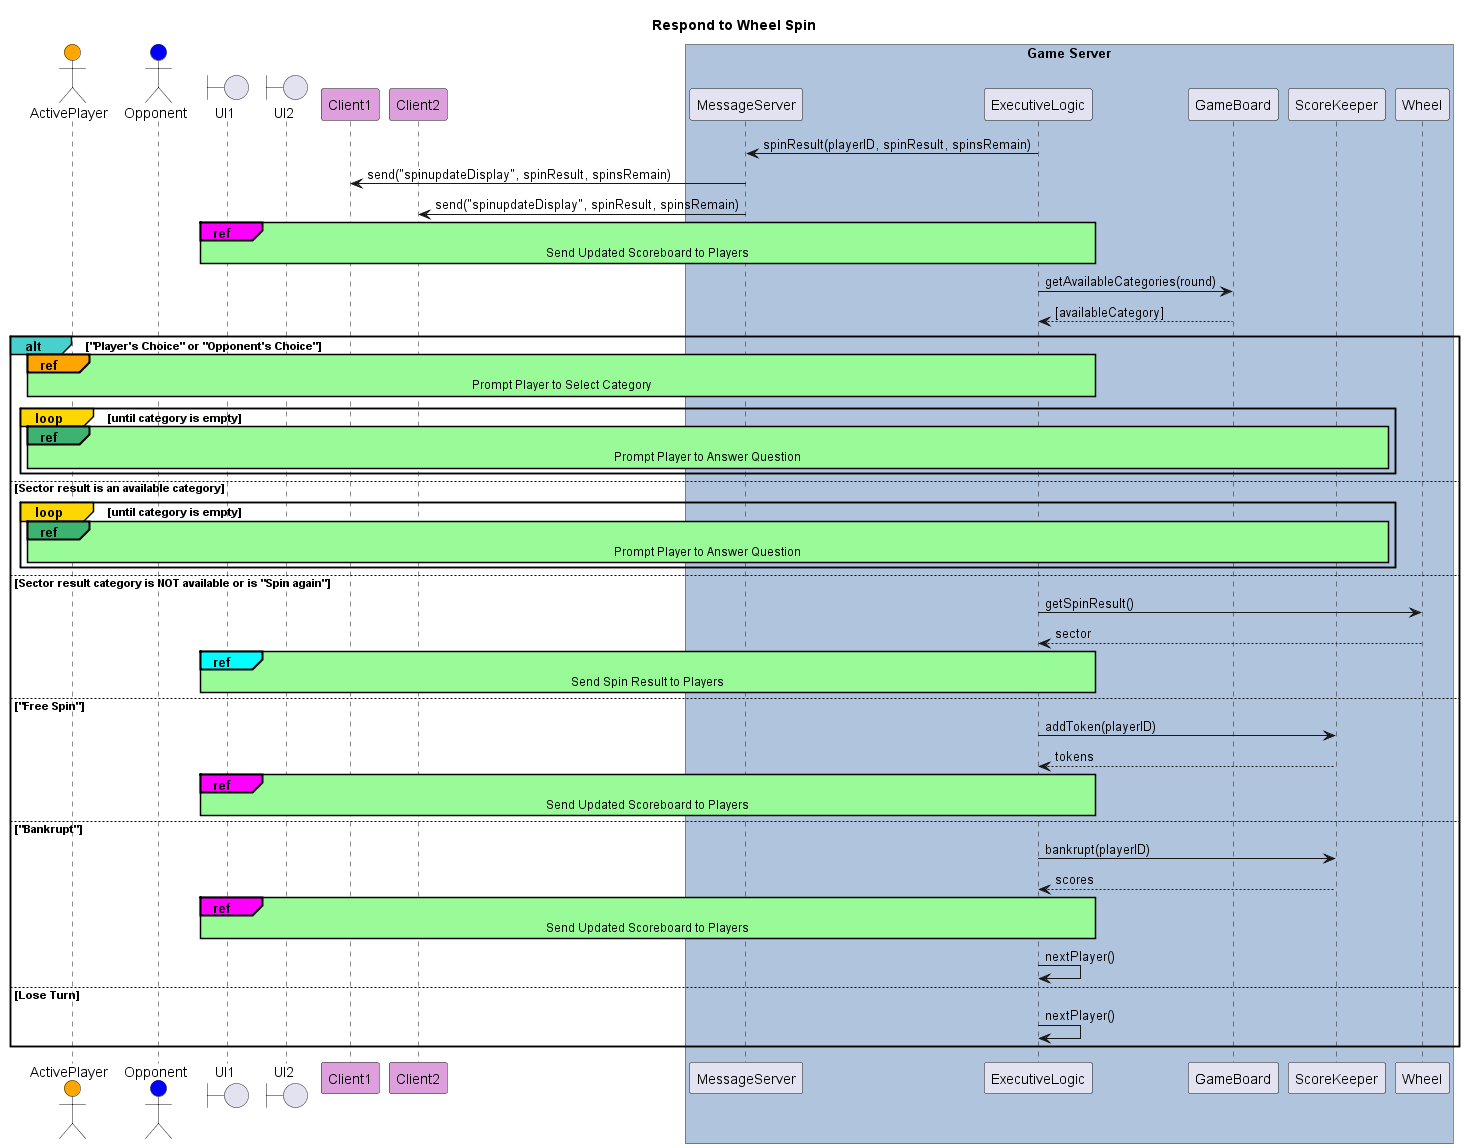 Respond to Wheel Spin
Game Server
ActivePlayer
Opponent
UI1
UI2
Client1
Client2
MessageServer
ExecutiveLogic
GameBoard
ScoreKeeper
Wheel
spinResult(playerID, spinResult, spinsRemain)
send("spinupdateDisplay", spinResult, spinsRemain)
send("spinupdateDisplay", spinResult, spinsRemain)
ref
Send Updated Scoreboard to Players
getAvailableCategories(round)
[availableCategory]
alt
["Player's Choice" or "Opponent's Choice"]
ref
Prompt Player to Select Category
loop
[until category is empty]
ref
Prompt Player to Answer Question
[Sector result is an available category]
loop
[until category is empty]
ref
Prompt Player to Answer Question
[Sector result category is NOT available or is "Spin again"]
getSpinResult()
sector
ref
Send Spin Result to Players
["Free Spin"]
addToken(playerID)
tokens
ref
Send Updated Scoreboard to Players
["Bankrupt"]
bankrupt(playerID)
scores
ref
Send Updated Scoreboard to Players
nextPlayer()
[Lose Turn]
nextPlayer()
ActivePlayer
Opponent
UI1
UI2
Client1
Client2
MessageServer
ExecutiveLogic
GameBoard
ScoreKeeper
Wheel